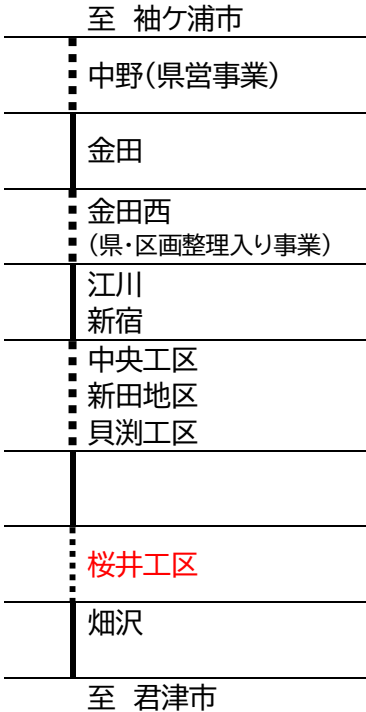 至　袖ケ浦市
中野（県営事業）
金田
金田西
（県・区画整理入り事業）
江川
新宿
中央工区
新田地区
貝渕工区
桜井工区
畑沢
至　君津市